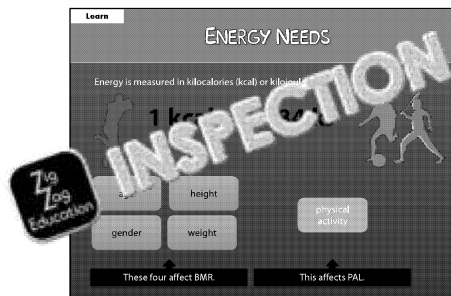 Learn
ENERGY NEEDS
Energy is measured in kilocalories (kcal) or
1
INSPECTION
Zig
Zag
Education
height
gender
weight
physical
activity
These four affect BMR.
This affects PAL.